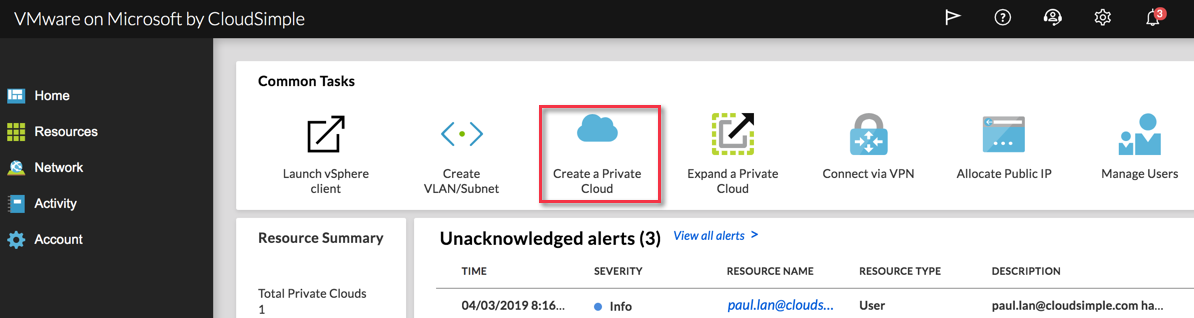 VMware on Microsoft by CloudSimple
3
Home
Resources
Network
Activity
Account
Common Tasks
Launch vSphere
client
Create
VLAN/Subnet
Create a Private
Cloud
Expand a Private
Cloud
Connect via VPN
Allocate Public IP
Manage Users
Resource Summary
Total Private Clouds
1
Unacknowledged alerts (3) View all alerts >
TIME SEVERITY RESOURCE NAME RESOURCE TYPE DESCRIPTION
04/03/2019 8:16... Info paul.lan@clouds... User paul.lan@cloudsimple.com ha...